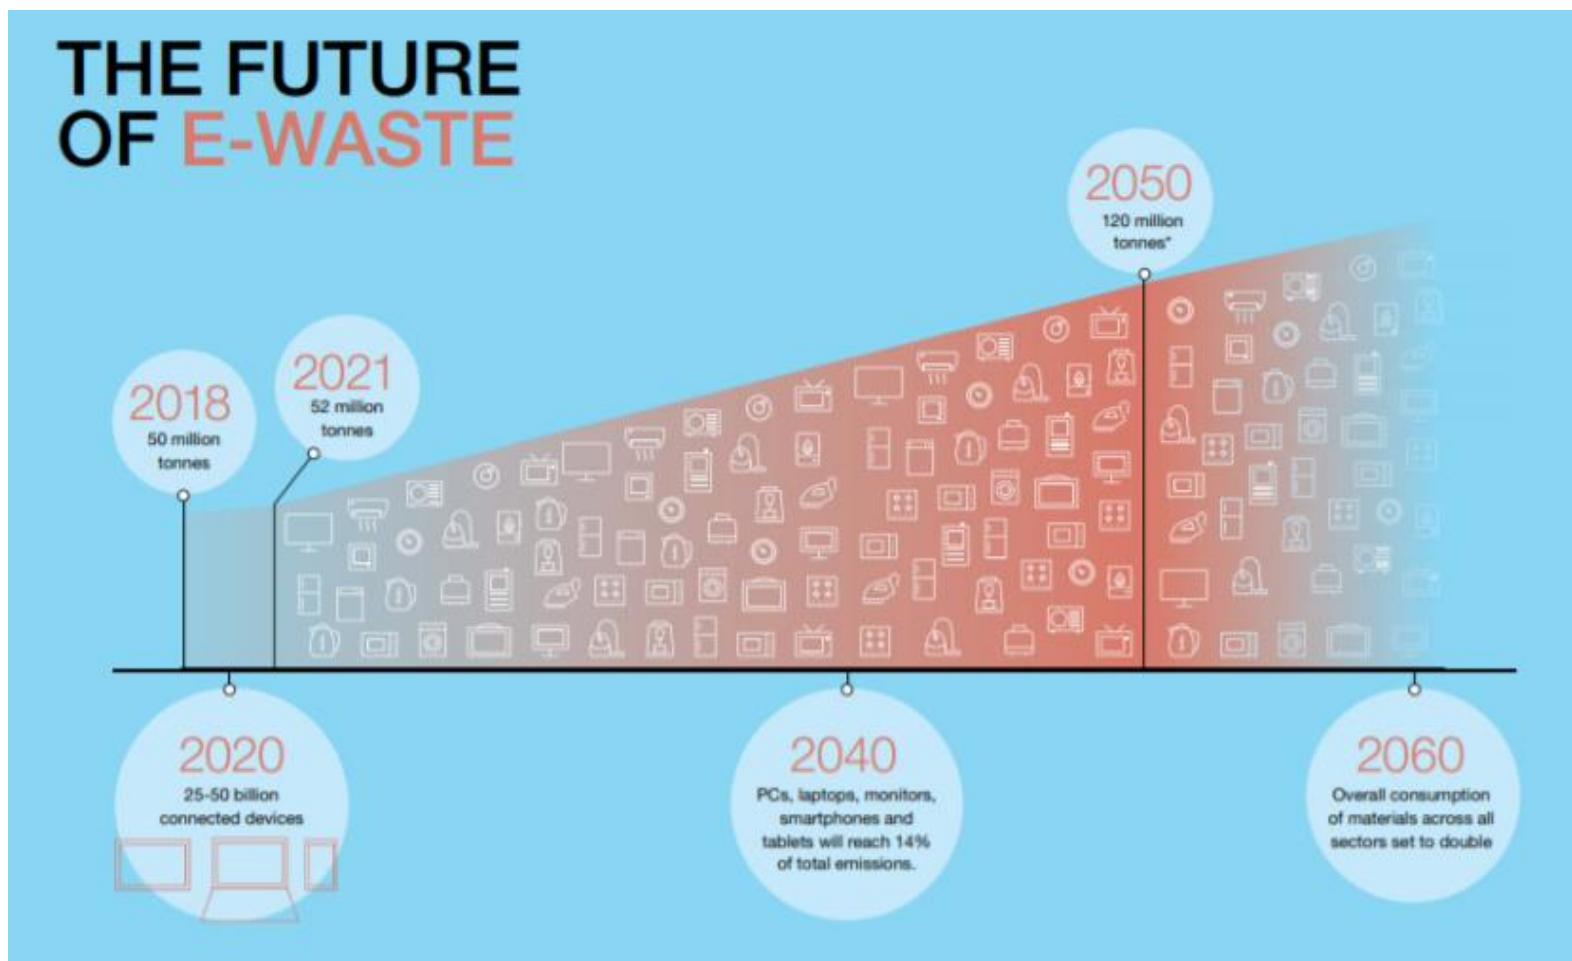 THE FUTURE
OF E-WASTE
2018
50 million
tonnes
2021
52 million
tonnes
2050
120 million
tonnes*
2020
25-50 billion
connected devices
2040
PCs, laptops, monitors,
smartphones and
tablets will reach 14%
of total emissions.
2060
Overall consumption
of materials across all
sectors set to double